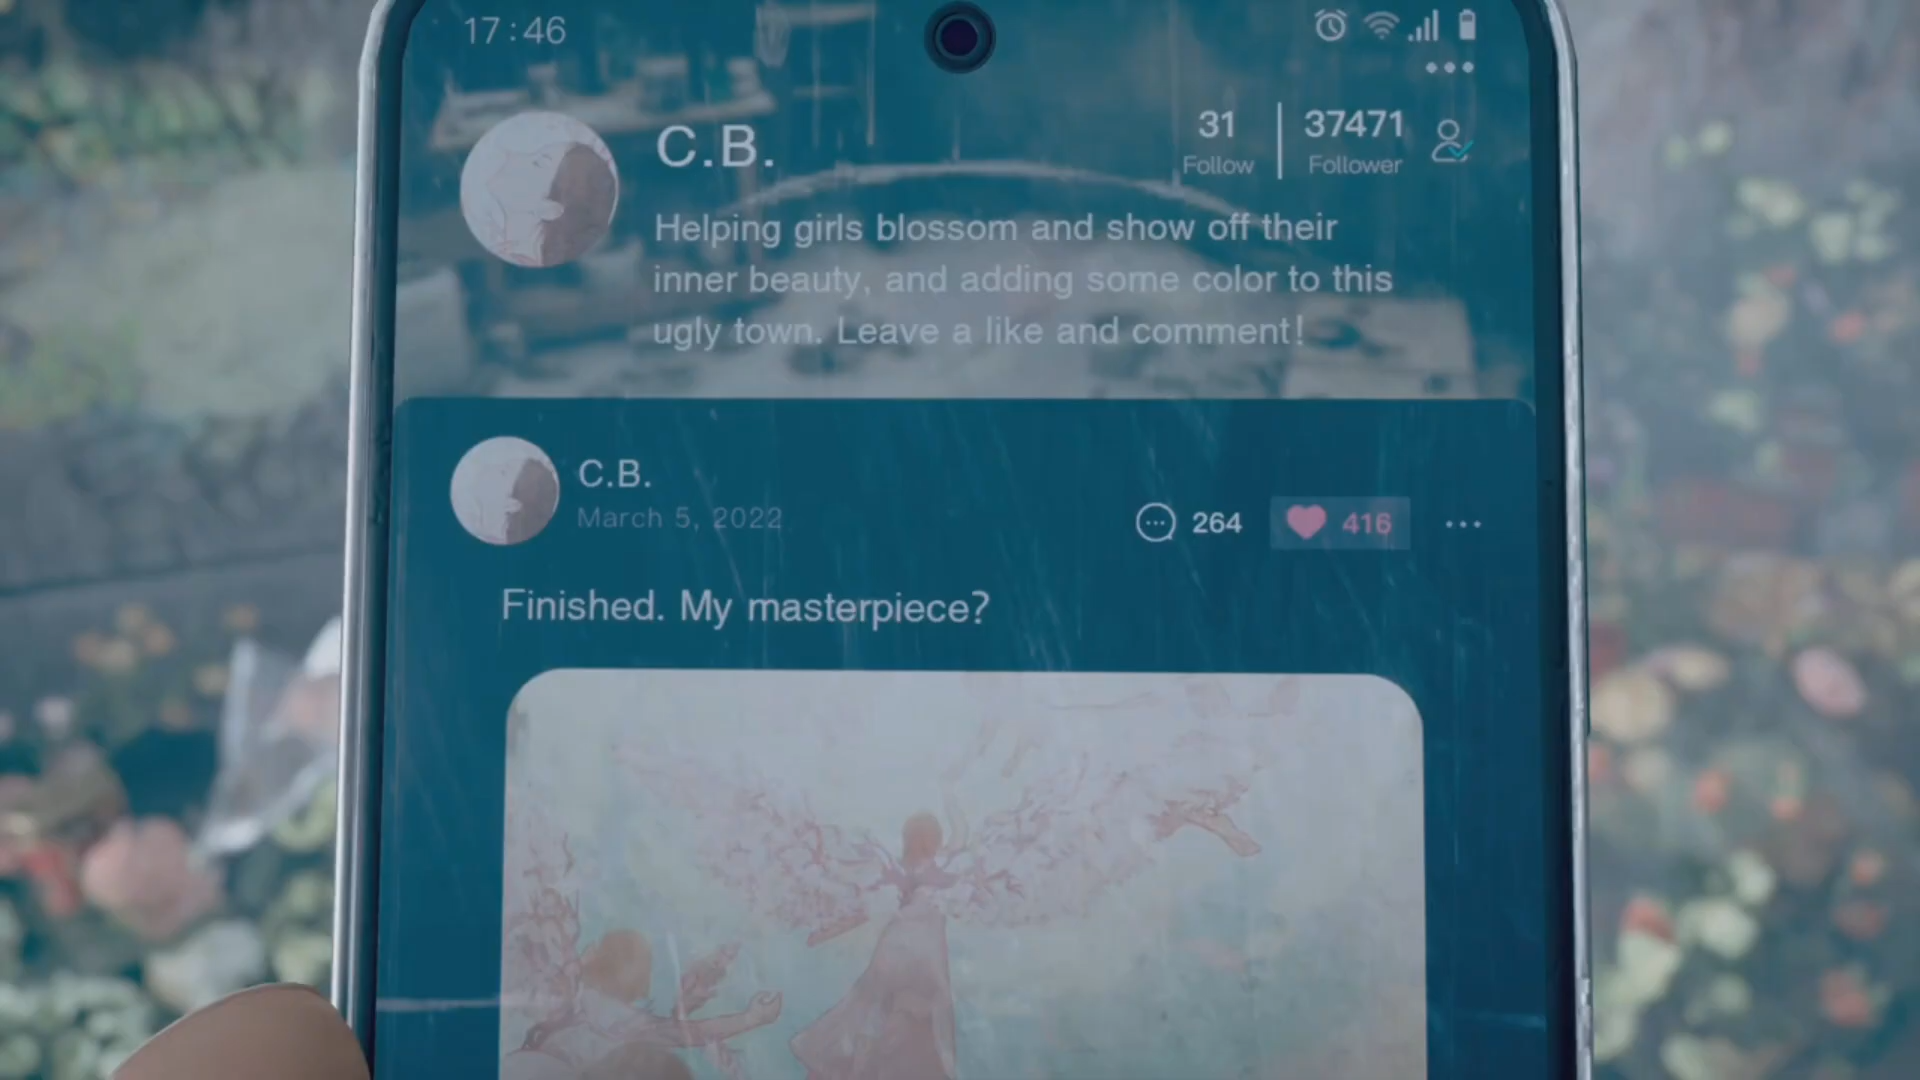 17:46
C.B.
31
Follow
37471
Follower
Helping girls blossom and show off their
inner beauty, and adding some color to this
ugly town. Leave a like and comment!
C.B.
March 5, 2022
264
416
Finished. My masterpiece?